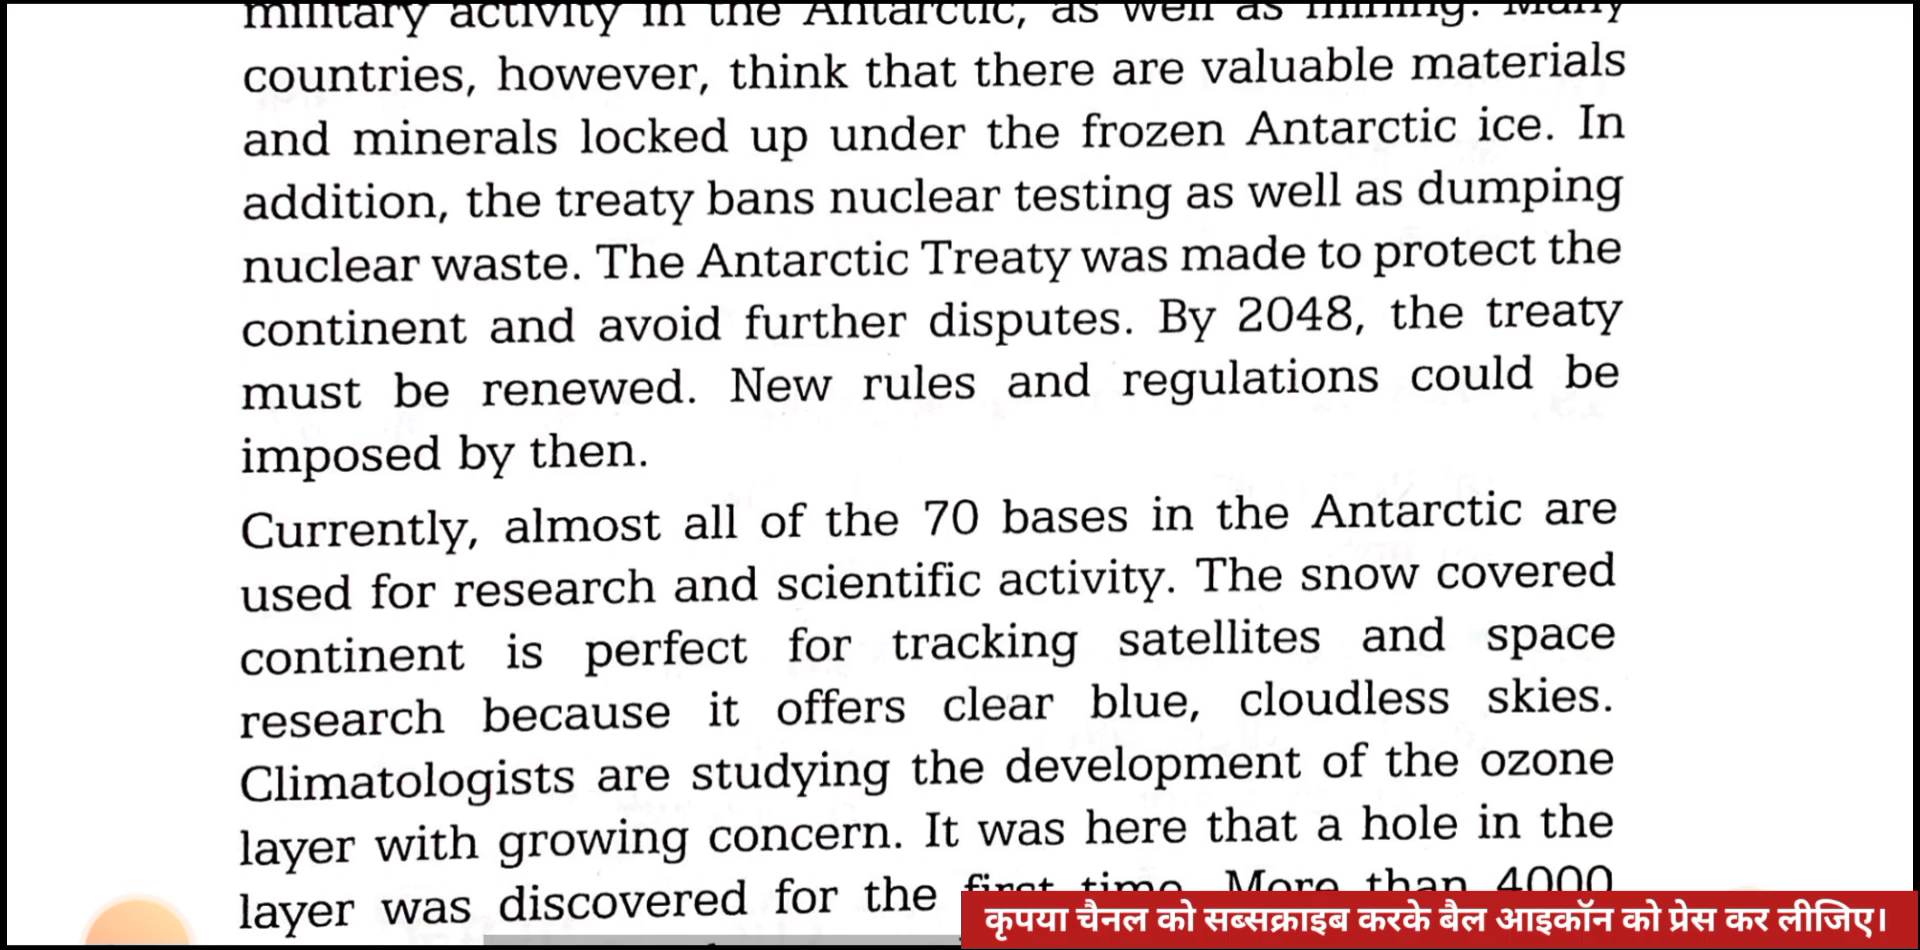 military activity in the Antarctic, as well as mining. Many
countries, however, think that there are valuable materials
and minerals locked up under the frozen Antarctic ice. In
addition, the treaty bans nuclear testing as well as dumping
nuclear waste. The Antarctic Treaty was made to protect the
continent and avoid further disputes. By 2048, the treaty
must be renewed. New rules and regulations could be
imposed by then.
Currently, almost all of the 70 bases in the Antarctic are
used for research and scientific activity. The snow covered
continent is perfect for tracking satellites and space
research because it offers clear blue, cloudless skies.
Climatologists are studying the development of the ozone
layer with growing concern. It was here that a hole in the
layer was discovered for the first time. More than 4000
कृपया चैनल को सब्सक्राइब करके बैल आइकॉन को प्रेस कर लीजिए।